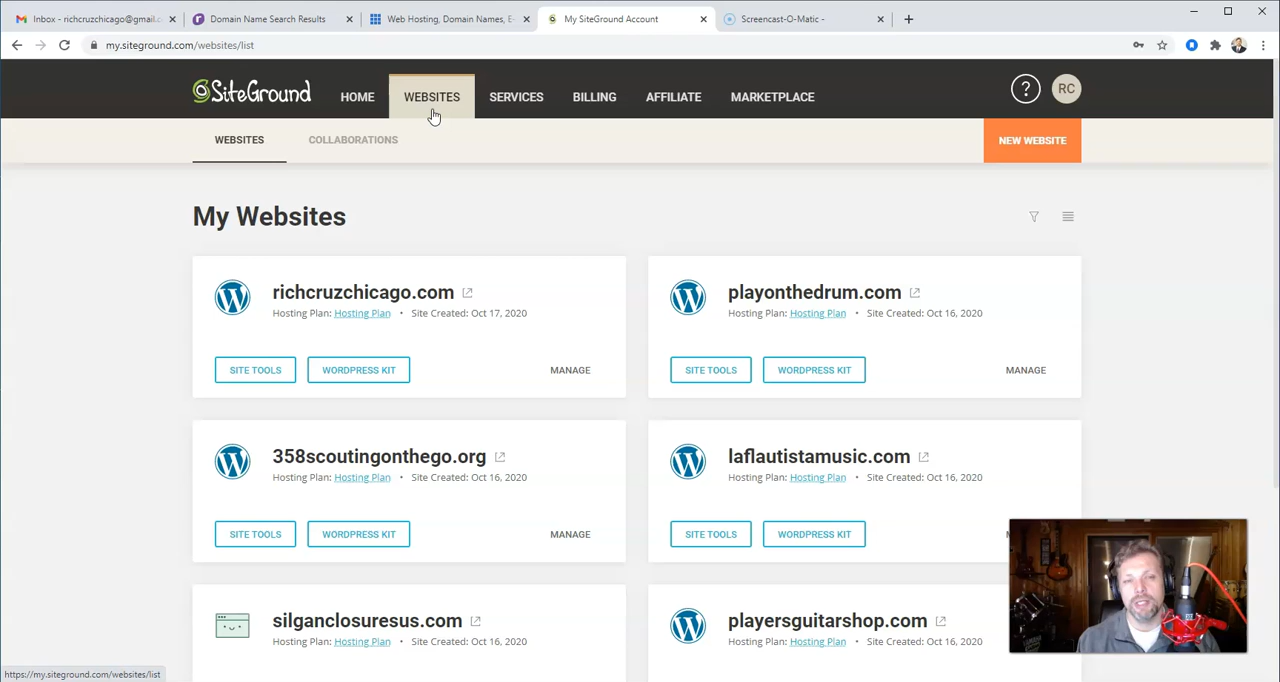 Inbox - richcruzchicago@gmail.c
Domain Name Search Results
Web Hosting, Domain Names, E-
My SiteGround Account
Screencast-O-Matic -
my.siteground.com/websites/list
SiteGround
HOME
WEBSITES
SERVICES
BILLING
AFFILIATE
MARKETPLACE
?
RC
WEBSITES
COLLABORATIONS
NEW WEBSITE
My Websites
richcruzchicago.com
Hosting Plan: Hosting Plan • Site Created: Oct 17, 2020
SITE TOOLS
WORDPRESS KIT
MANAGE
playonthedrum.com
Hosting Plan: Hosting Plan • Site Created: Oct 16, 2020
SITE TOOLS
WORDPRESS KIT
MANAGE
358scoutingonthego.org
Hosting Plan: Hosting Plan • Site Created: Oct 16, 2020
SITE TOOLS
WORDPRESS KIT
MANAGE
laflautistamusic.com
Hosting Plan: Hosting Plan • Site Created: Oct 16, 2020
SITE TOOLS
WORDPRESS KIT
silganclosuresus.com
Hosting Plan: Hosting Plan • Site Created: Oct 16, 2020
playersguitarshop.com
Hosting Plan: Hosting Plan • Site Created: Oct 16, 2020
https://my.siteground.com/websites/list